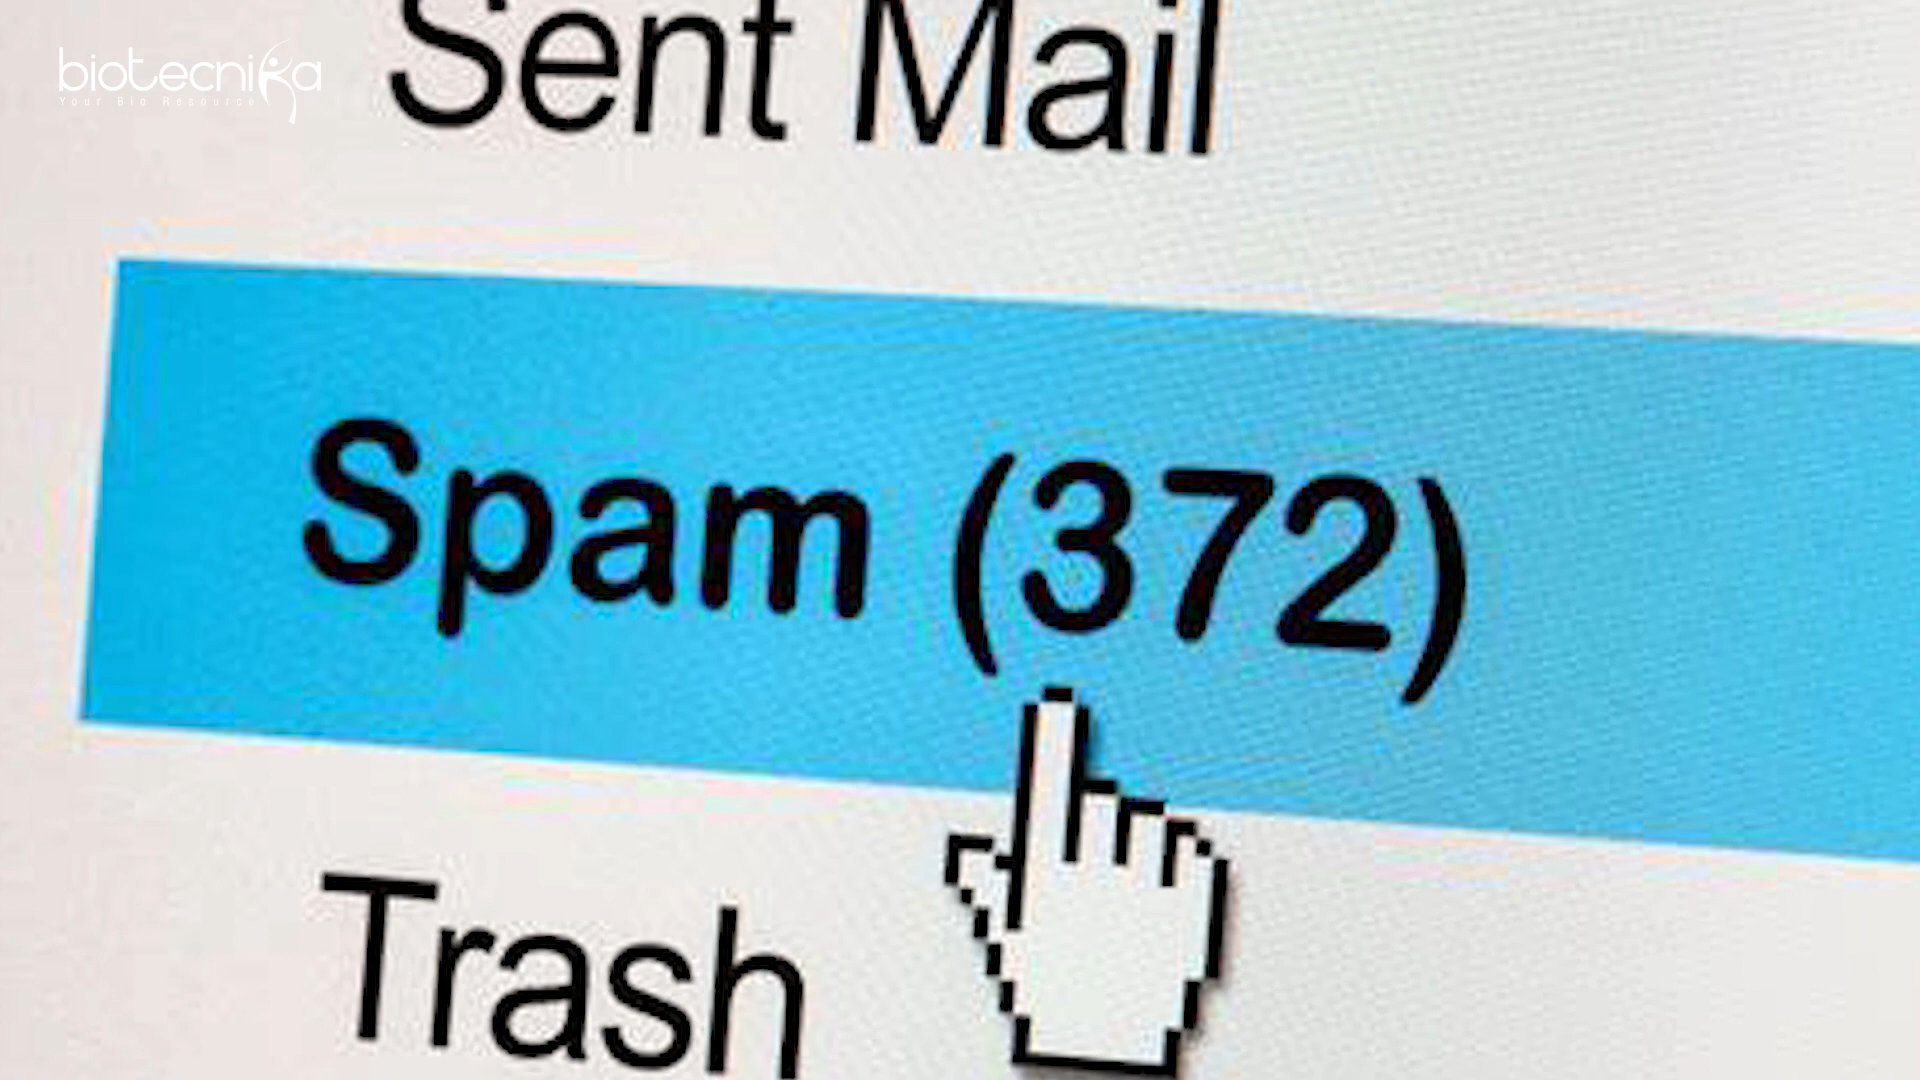 Sent Mail
biotecnika
Your Bio Resource
Spam (372)
Trash